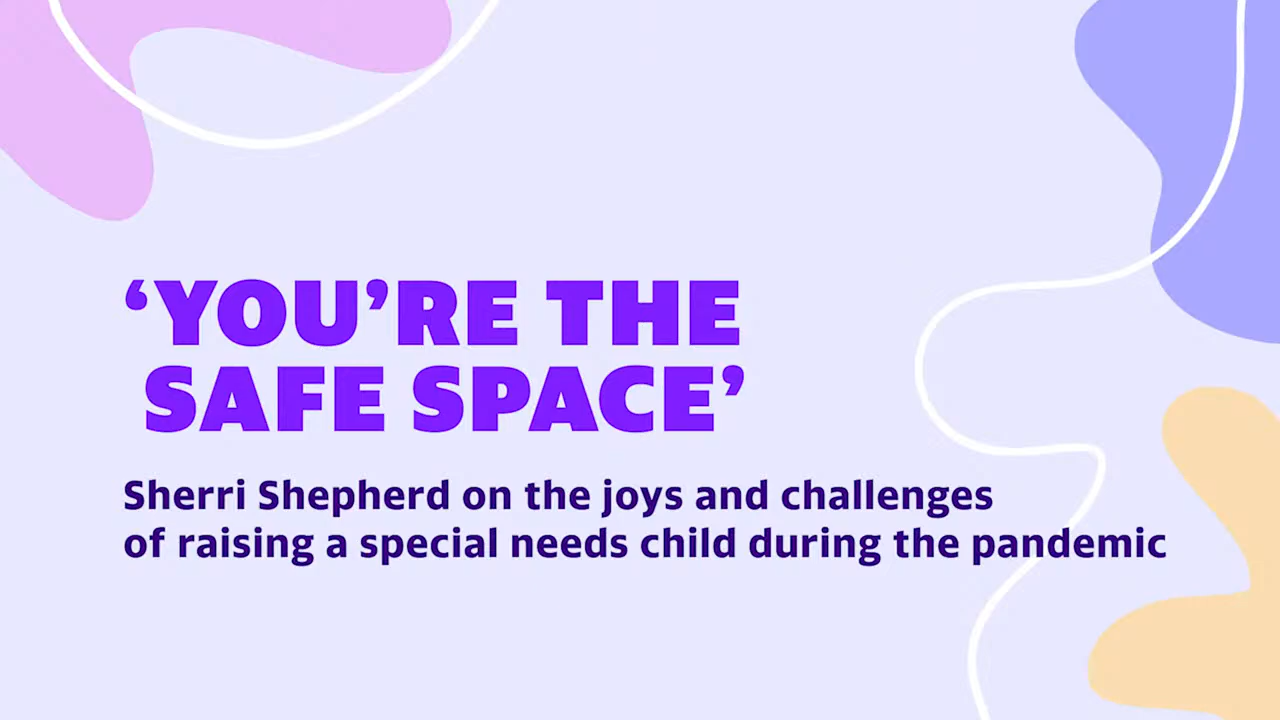 ‘YOU’RE THE
SAFE SPACE’
Sherri Shepherd on the joys and challenges
of raising a special needs child during the pandemic